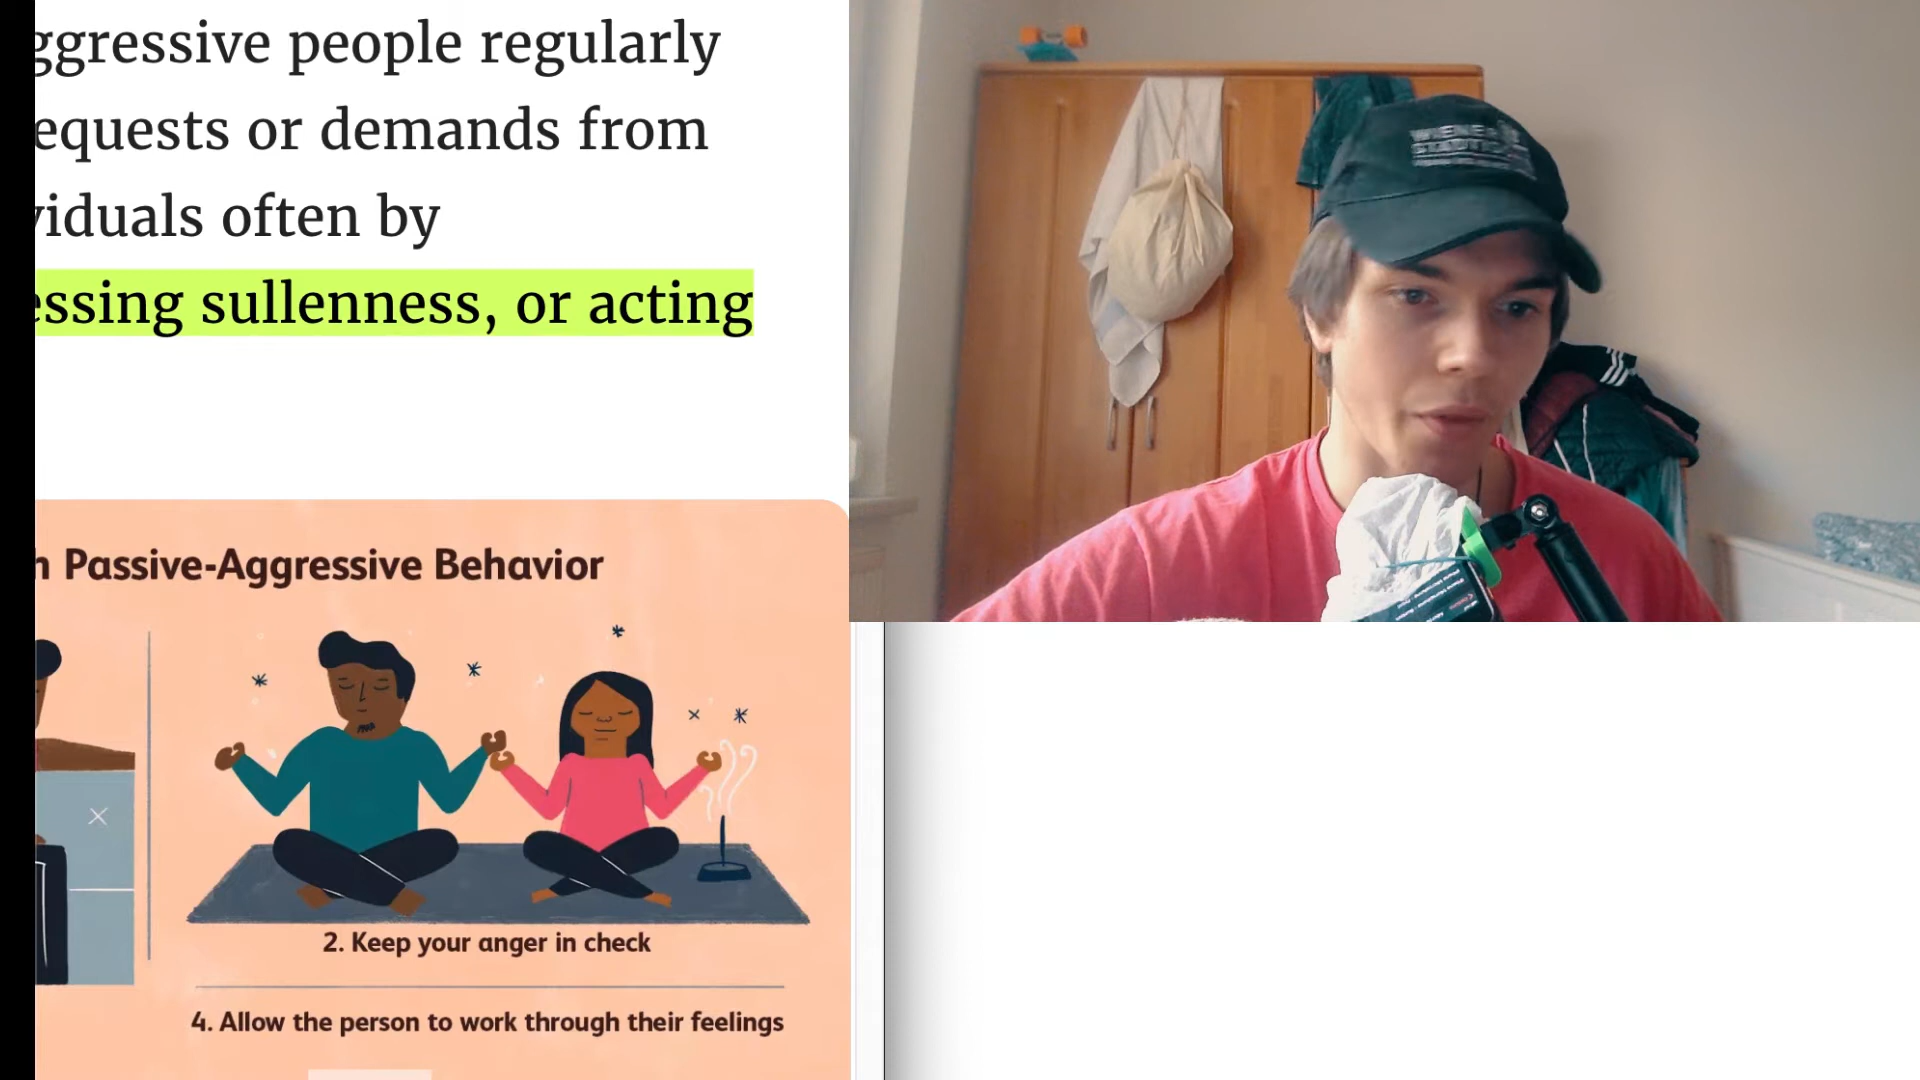 ggressive people regularly
equests or demands from
viduals often by
essing sullenness, or acting
h Passive-Aggressive Behavior
2. Keep your anger in check
4. Allow the person to work through their feelings
WIENER